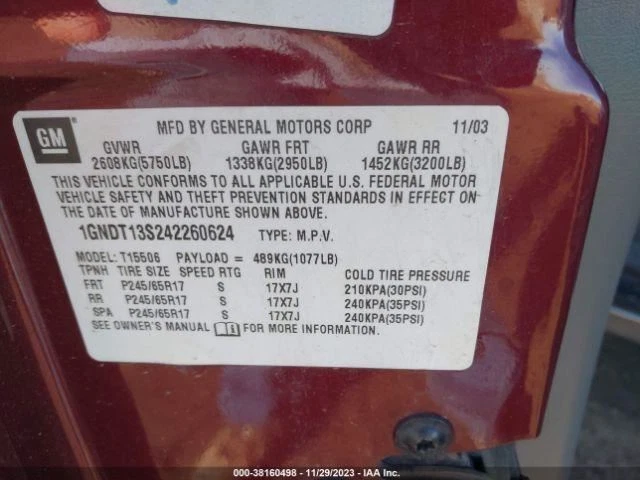 GM
MFD BY GENERAL MOTORS CORP 11/03
GVWR GAWR FRT GAWR RR
2608KG(5750LB) 1338KG(2950LB) 1452KG(3200LB)
THIS VEHICLE CONFORMS TO ALL APPLICABLE U.S. FEDERAL MOTOR
VEHICLE SAFETY AND THEFT PREVENTION STANDARDS IN EFFECT ON
THE DATE OF MANUFACTURE SHOWN ABOVE.
1GNDT13S242260624 TYPE: M.P.V.
MODEL: T15506 PAYLOAD = 489KG(1077LB)
TPNH TIRE SIZE SPEED RTG RIM COLD TIRE PRESSURE
FRT P245/65R17 S 17X7J 210KPA(30PSI)
RR P245/65R17 S 17X7J 240KPA(35PSI)
SPA P245/65R17 S 17X7J 240KPA(35PSI)
SEE OWNER'S MANUAL FOR MORE INFORMATION
000-38160498 - 11/29/2023 - IAA Inc.